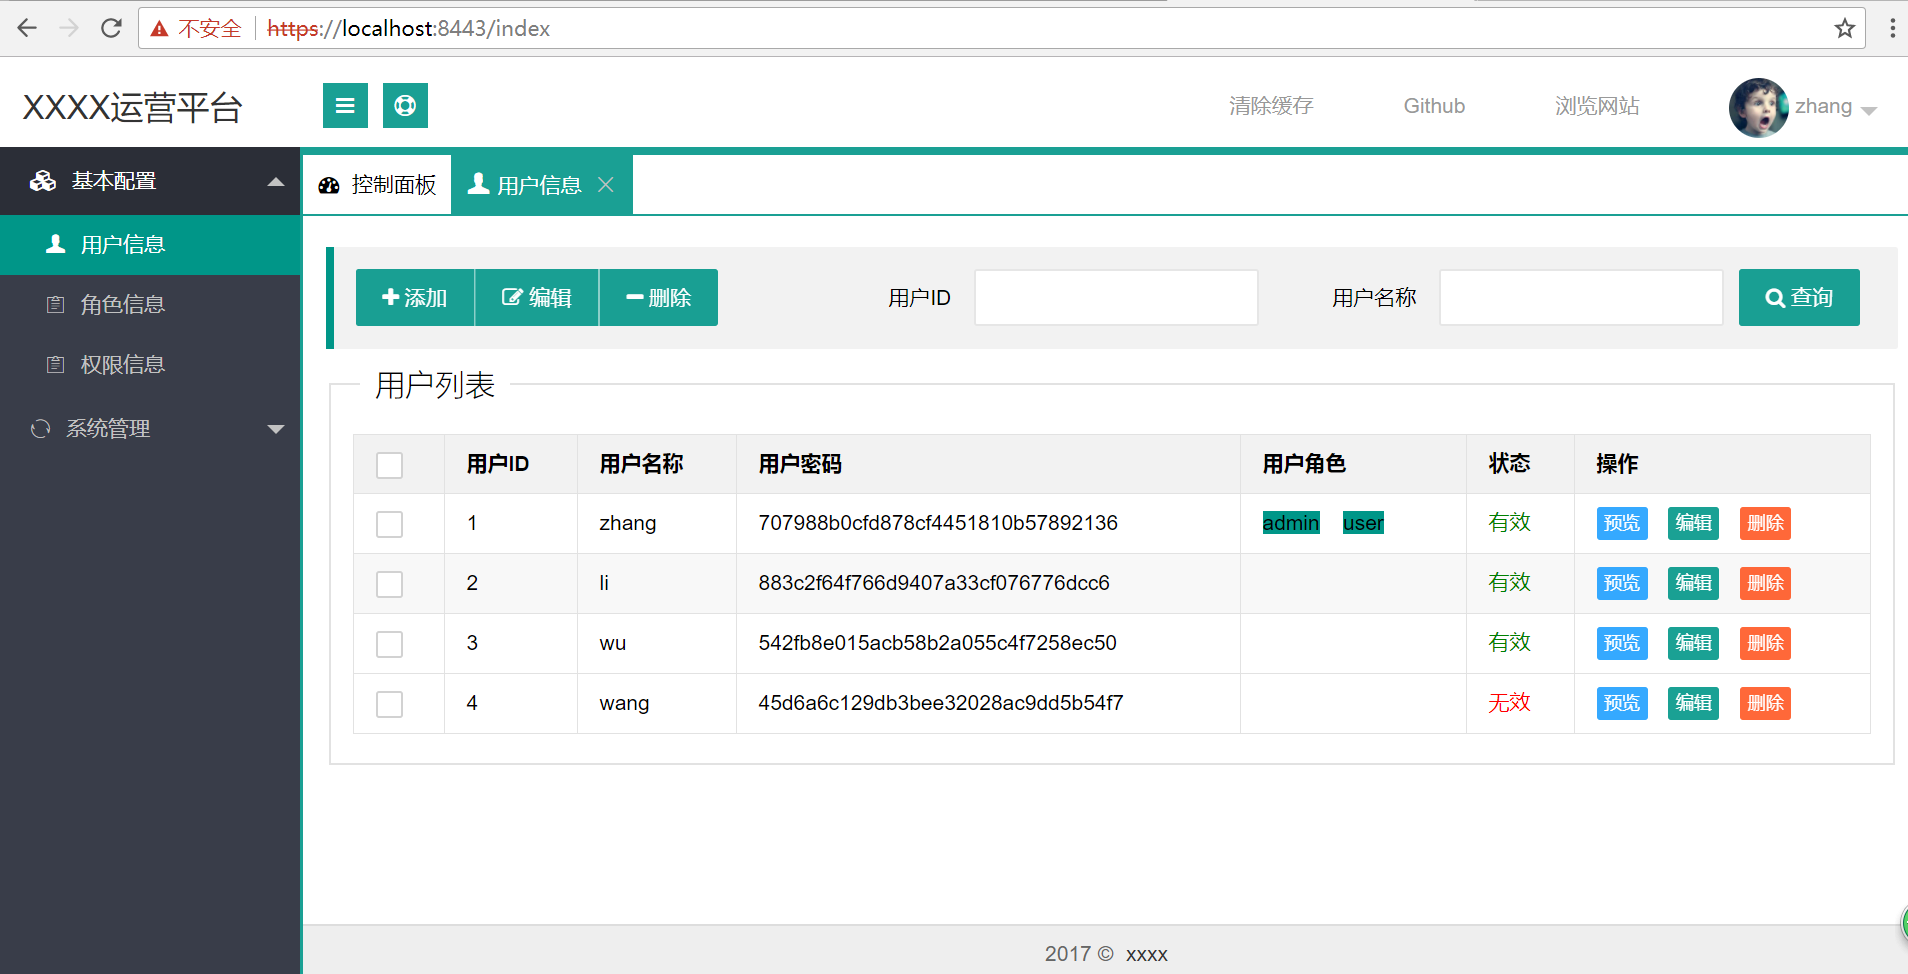 不安全 https://localhost:8443/index
XXXX运营平台 清除缓存 Github 浏览网站 zhang
基本配置
控制面板 用户信息
用户信息
角色信息
权限信息
系统管理
添加 编辑 删除 用户ID 用户名称 查询
用户列表
用户ID 用户名称 用户密码 用户角色 状态 操作
1 zhang 707988b0cfd878cf4451810b57892136 admin user 有效 预览 编辑 删除
2 li 883c2f64f766d9407a33cf076776dcc6 有效 预览 编辑 删除
3 wu 542fb8e015acb58b2a055c4f7258ec50 有效 预览 编辑 删除
4 wang 45d6a6c129db3bee32028ac9dd5b54f7 无效 预览 编辑 删除
2017 © xxxx